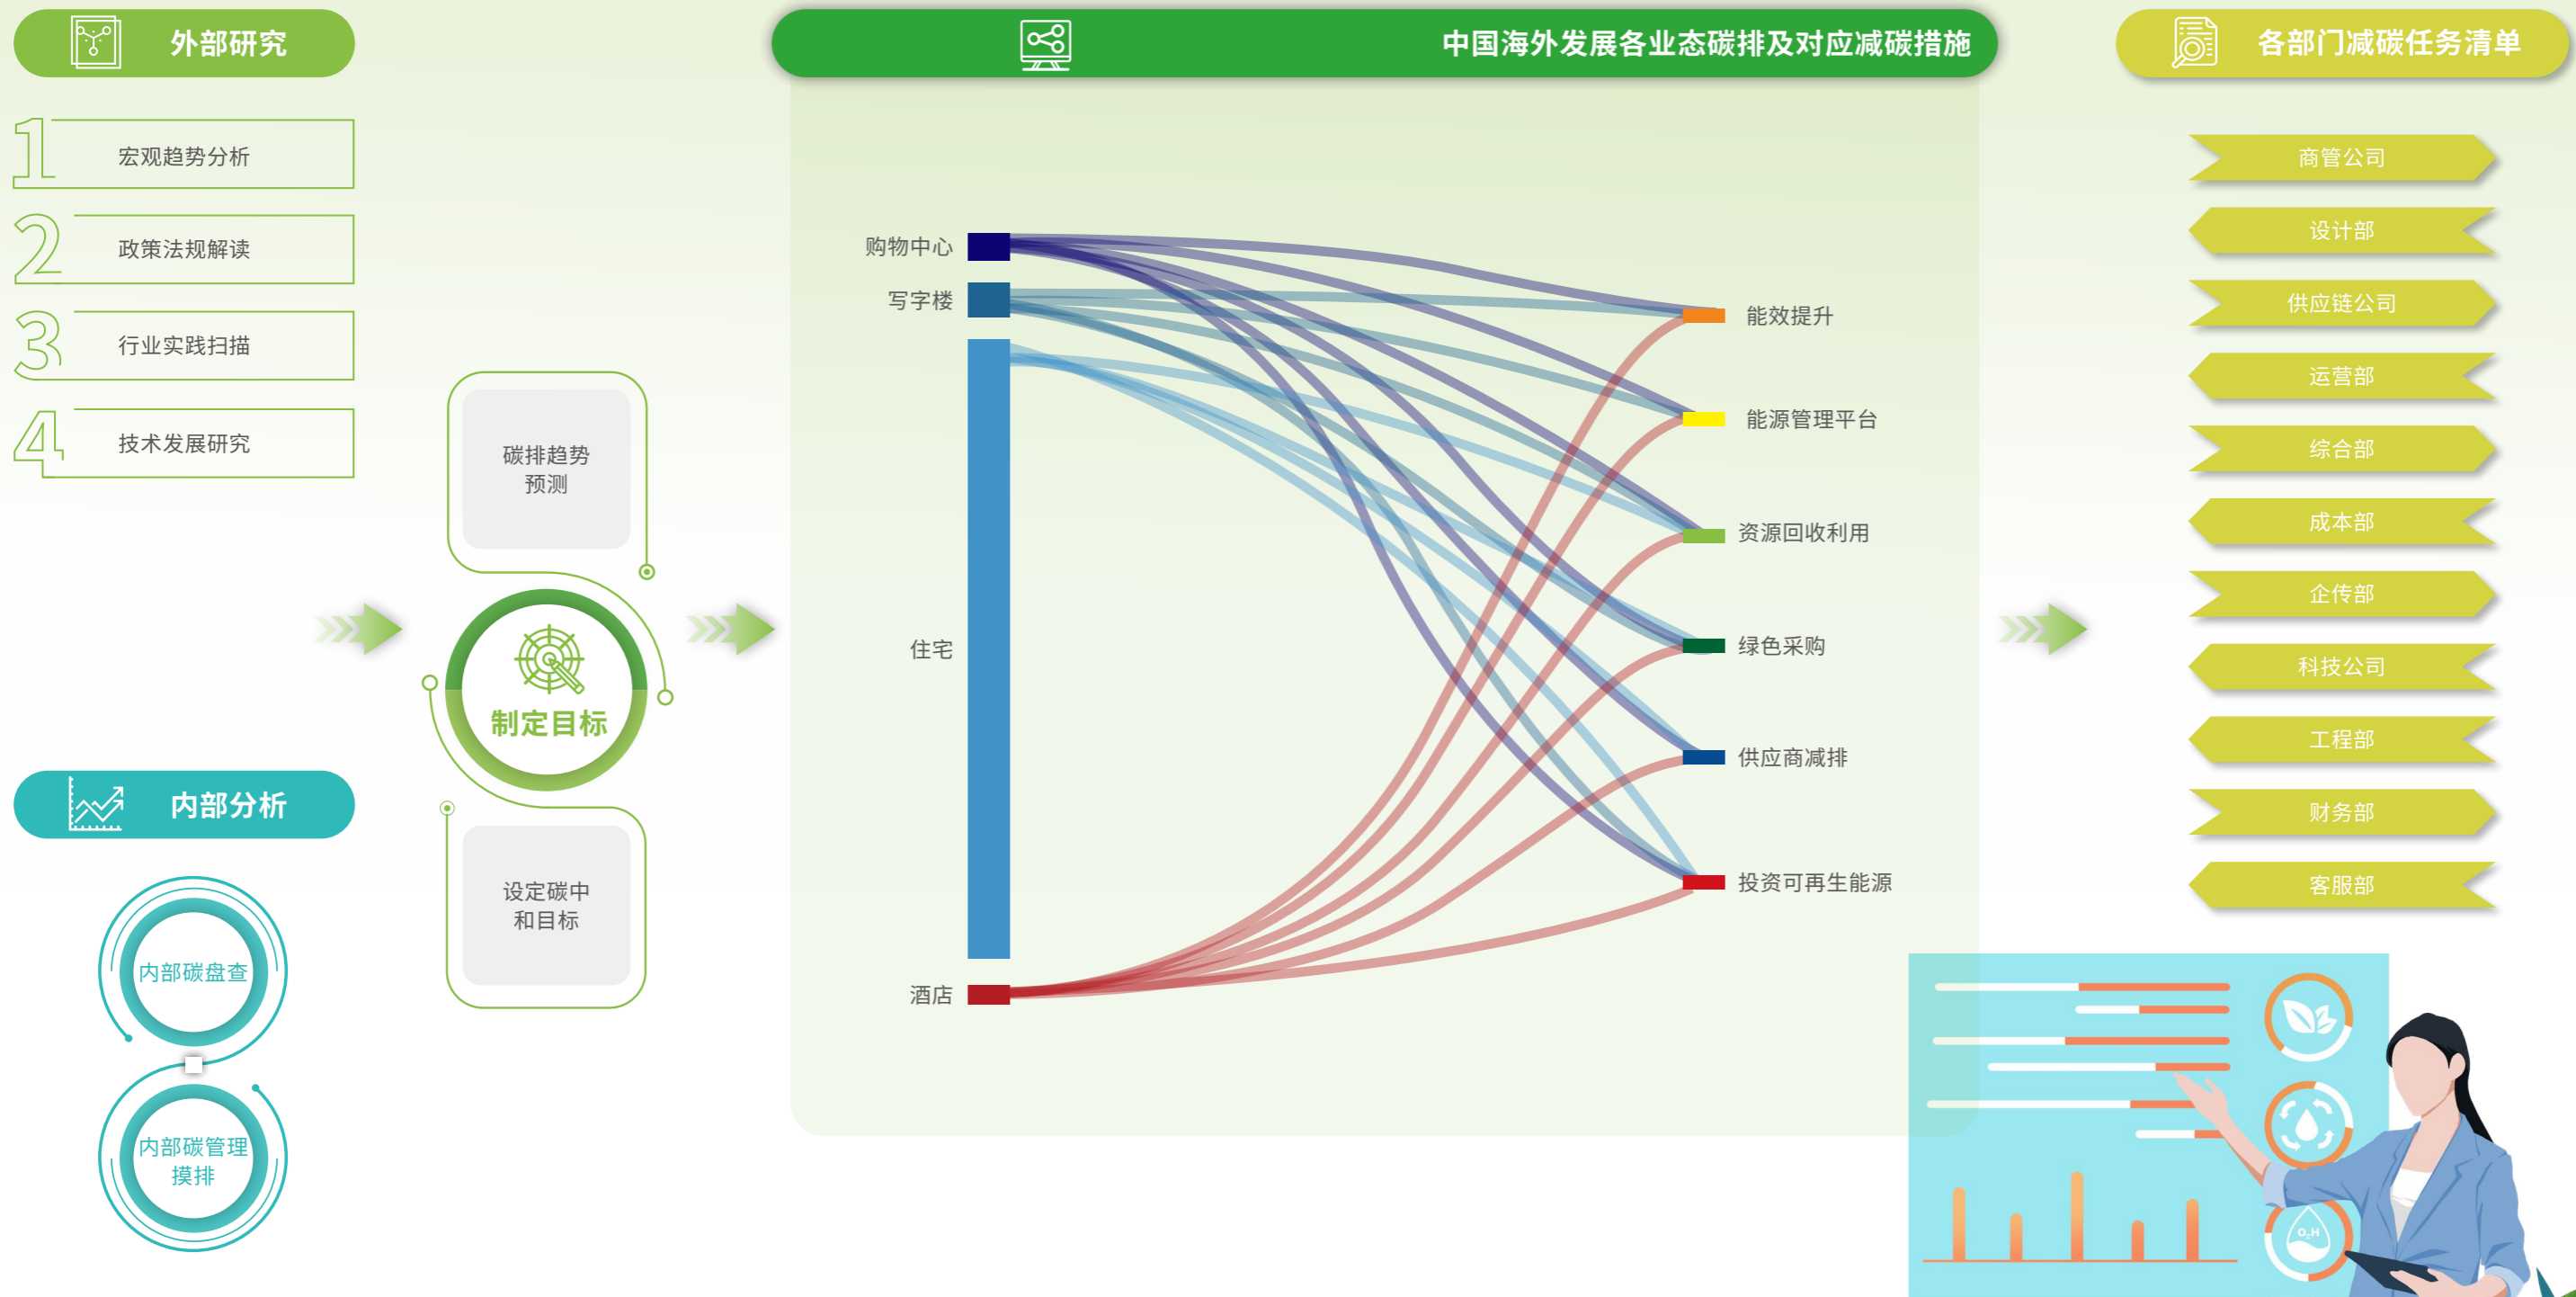 外部研究
1
宏观趋势分析
2
政策法规解读
3
行业实践扫描
4
技术发展研究
内部分析
内部碳盘查
内部碳管理
摸排
碳排趋势
预测
制定目标
设定碳中
和目标
中国海外发展各业态碳排及对应减碳措施
购物中心
写字楼
住宅
酒店
能效提升
能源管理平台
资源回收利用
绿色采购
供应商减排
投资可再生能源
各部门减碳任务清单
商管公司
设计部
供应链公司
运营部
综合部
成本部
企传部
科技公司
工程部
财务部
客服部
O₂H